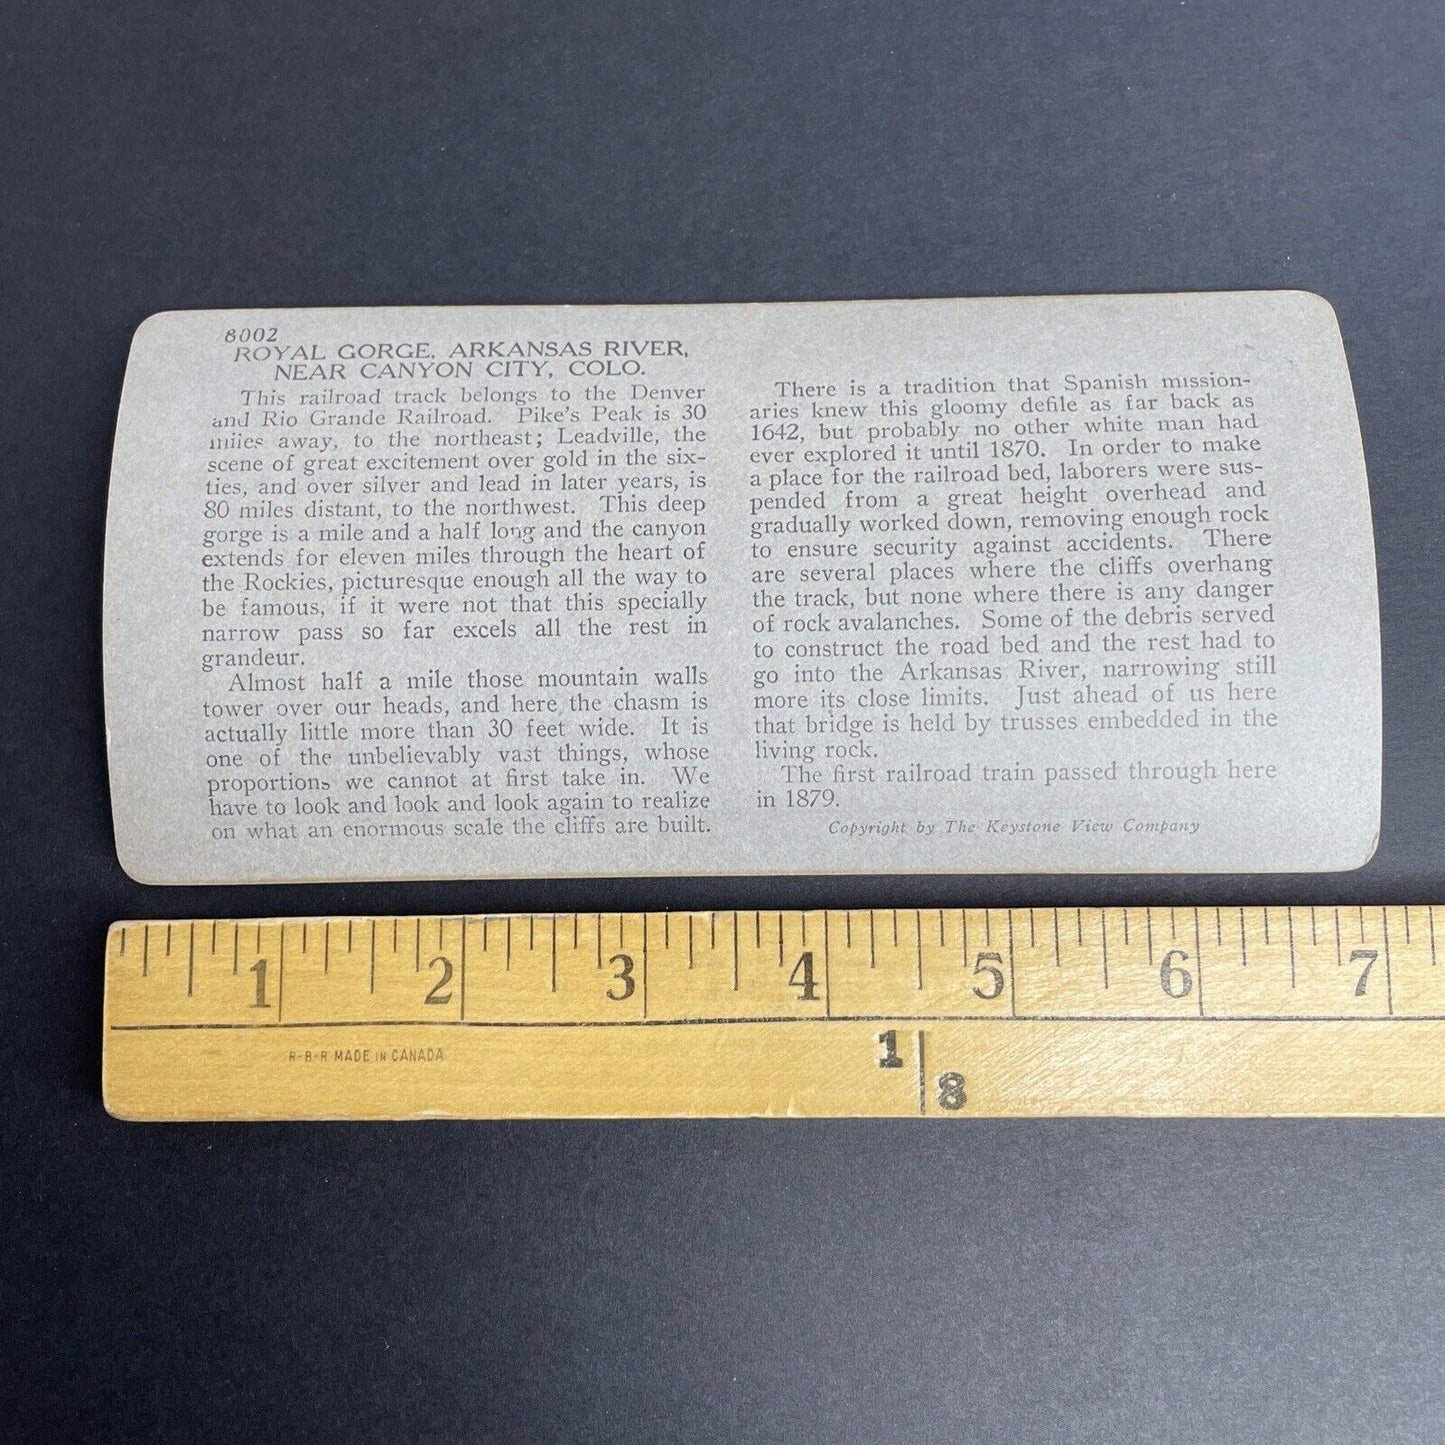 8002
ROYAL GORGE, ARKANSAS RIVER,
NEAR CANYON CITY, COLO.
This railroad track belongs to the Denver
and Rio Grande Railroad. Pike's Peak is 30
miles away, to the northeast; Leadville, the
scene of great excitement over gold in the six-
ties, and over silver and lead in later years, is
80 miles distant, to the northwest. This deep
gorge is a mile and a half long and the canyon
extends for eleven miles through the heart of
the Rockies, picturesque enough all the way to
be famous, if it were not that this specially
narrow pass so far excels all the rest in
grandeur.
Almost half a mile those mountain walls
tower over our heads, and here the chasm is
actually little more than 30 feet wide. It is
one of the unbelievably vast things, whose
proportions we cannot at first take in. We
have to look and look and look again to realize
on what an enormous scale the cliffs are built.
There is a tradition that Spanish mission-
aries knew this gloomy defile as far back as
1642, but probably no other white man had
ever explored it until 1870. In order to make
a place for the railroad bed, laborers were sus-
pended from a great height overhead and
gradually worked down, removing enough rock
to ensure security against accidents. There
are several places where the cliffs overhang
the track, but none where there is any danger
of rock avalanches. Some of the debris served
to construct the road bed and the rest had to
go into the Arkansas River, narrowing still
more its close limits. Just ahead of us here
that bridge is held by trusses embedded in the
living rock.
The first railroad train passed through here
in 1879.
Copyright by The Keystone View Company
1 2 3 4 5 6 7
R-B-R MADE IN CANADA
1
8